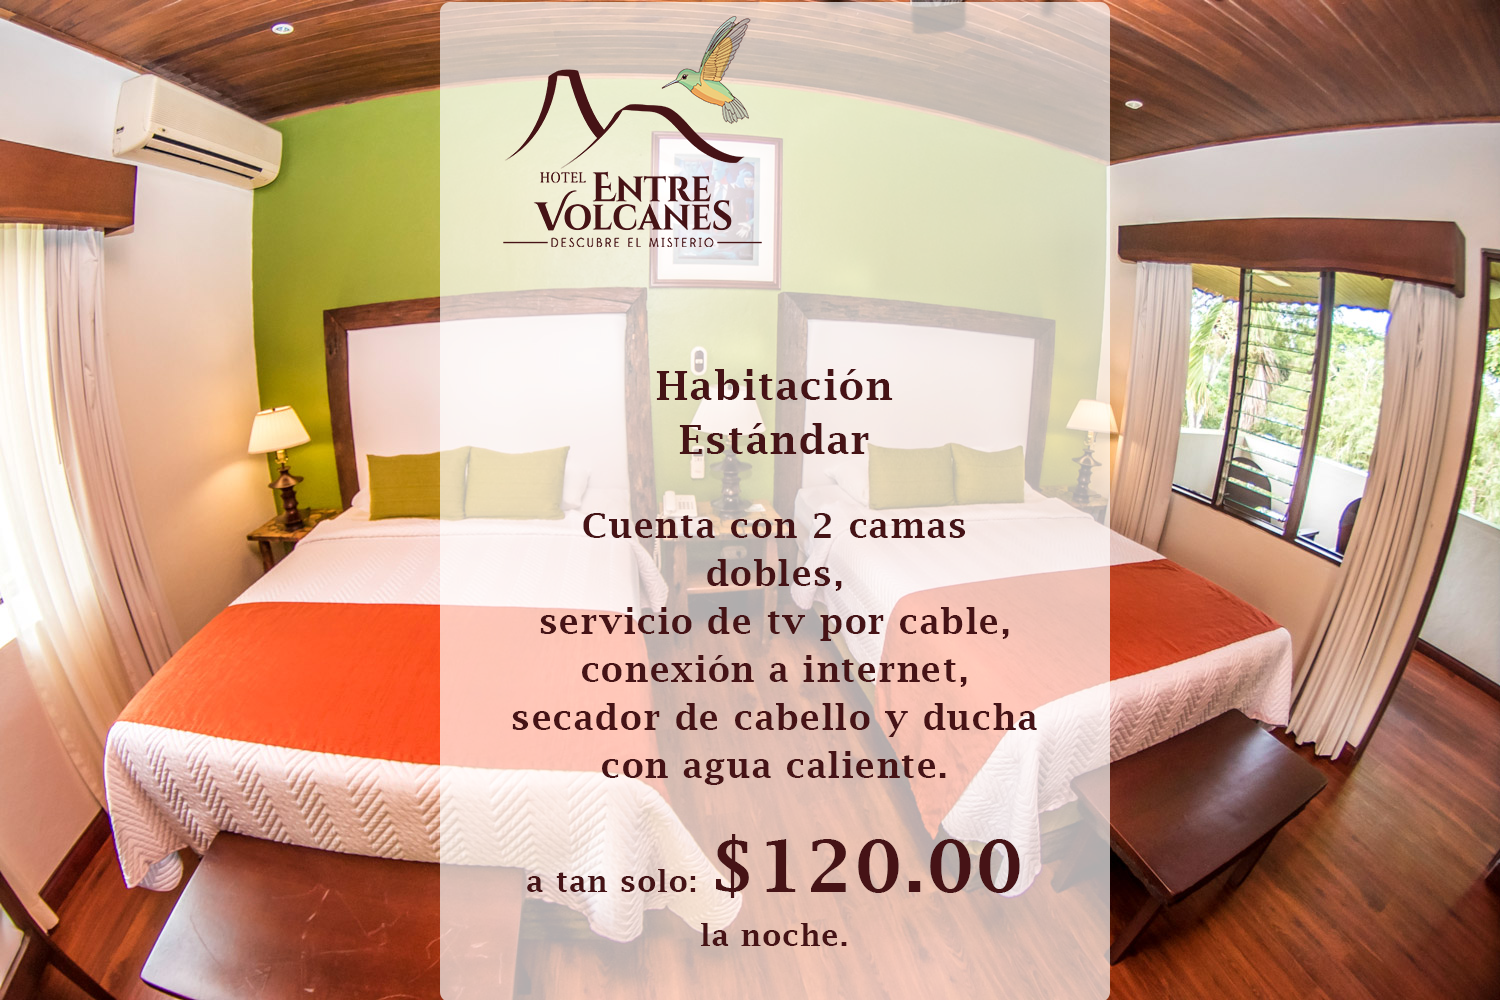 HOTEL ENTRE
VOLCANES
DESCUBRE EL MISTERIO
Habitación
Estándar
Cuenta con 2 camas
dobles,
servicio de tv por cable,
conexión a internet,
secador de cabello y ducha
con agua caliente.
a tan solo: $120.00
la noche.